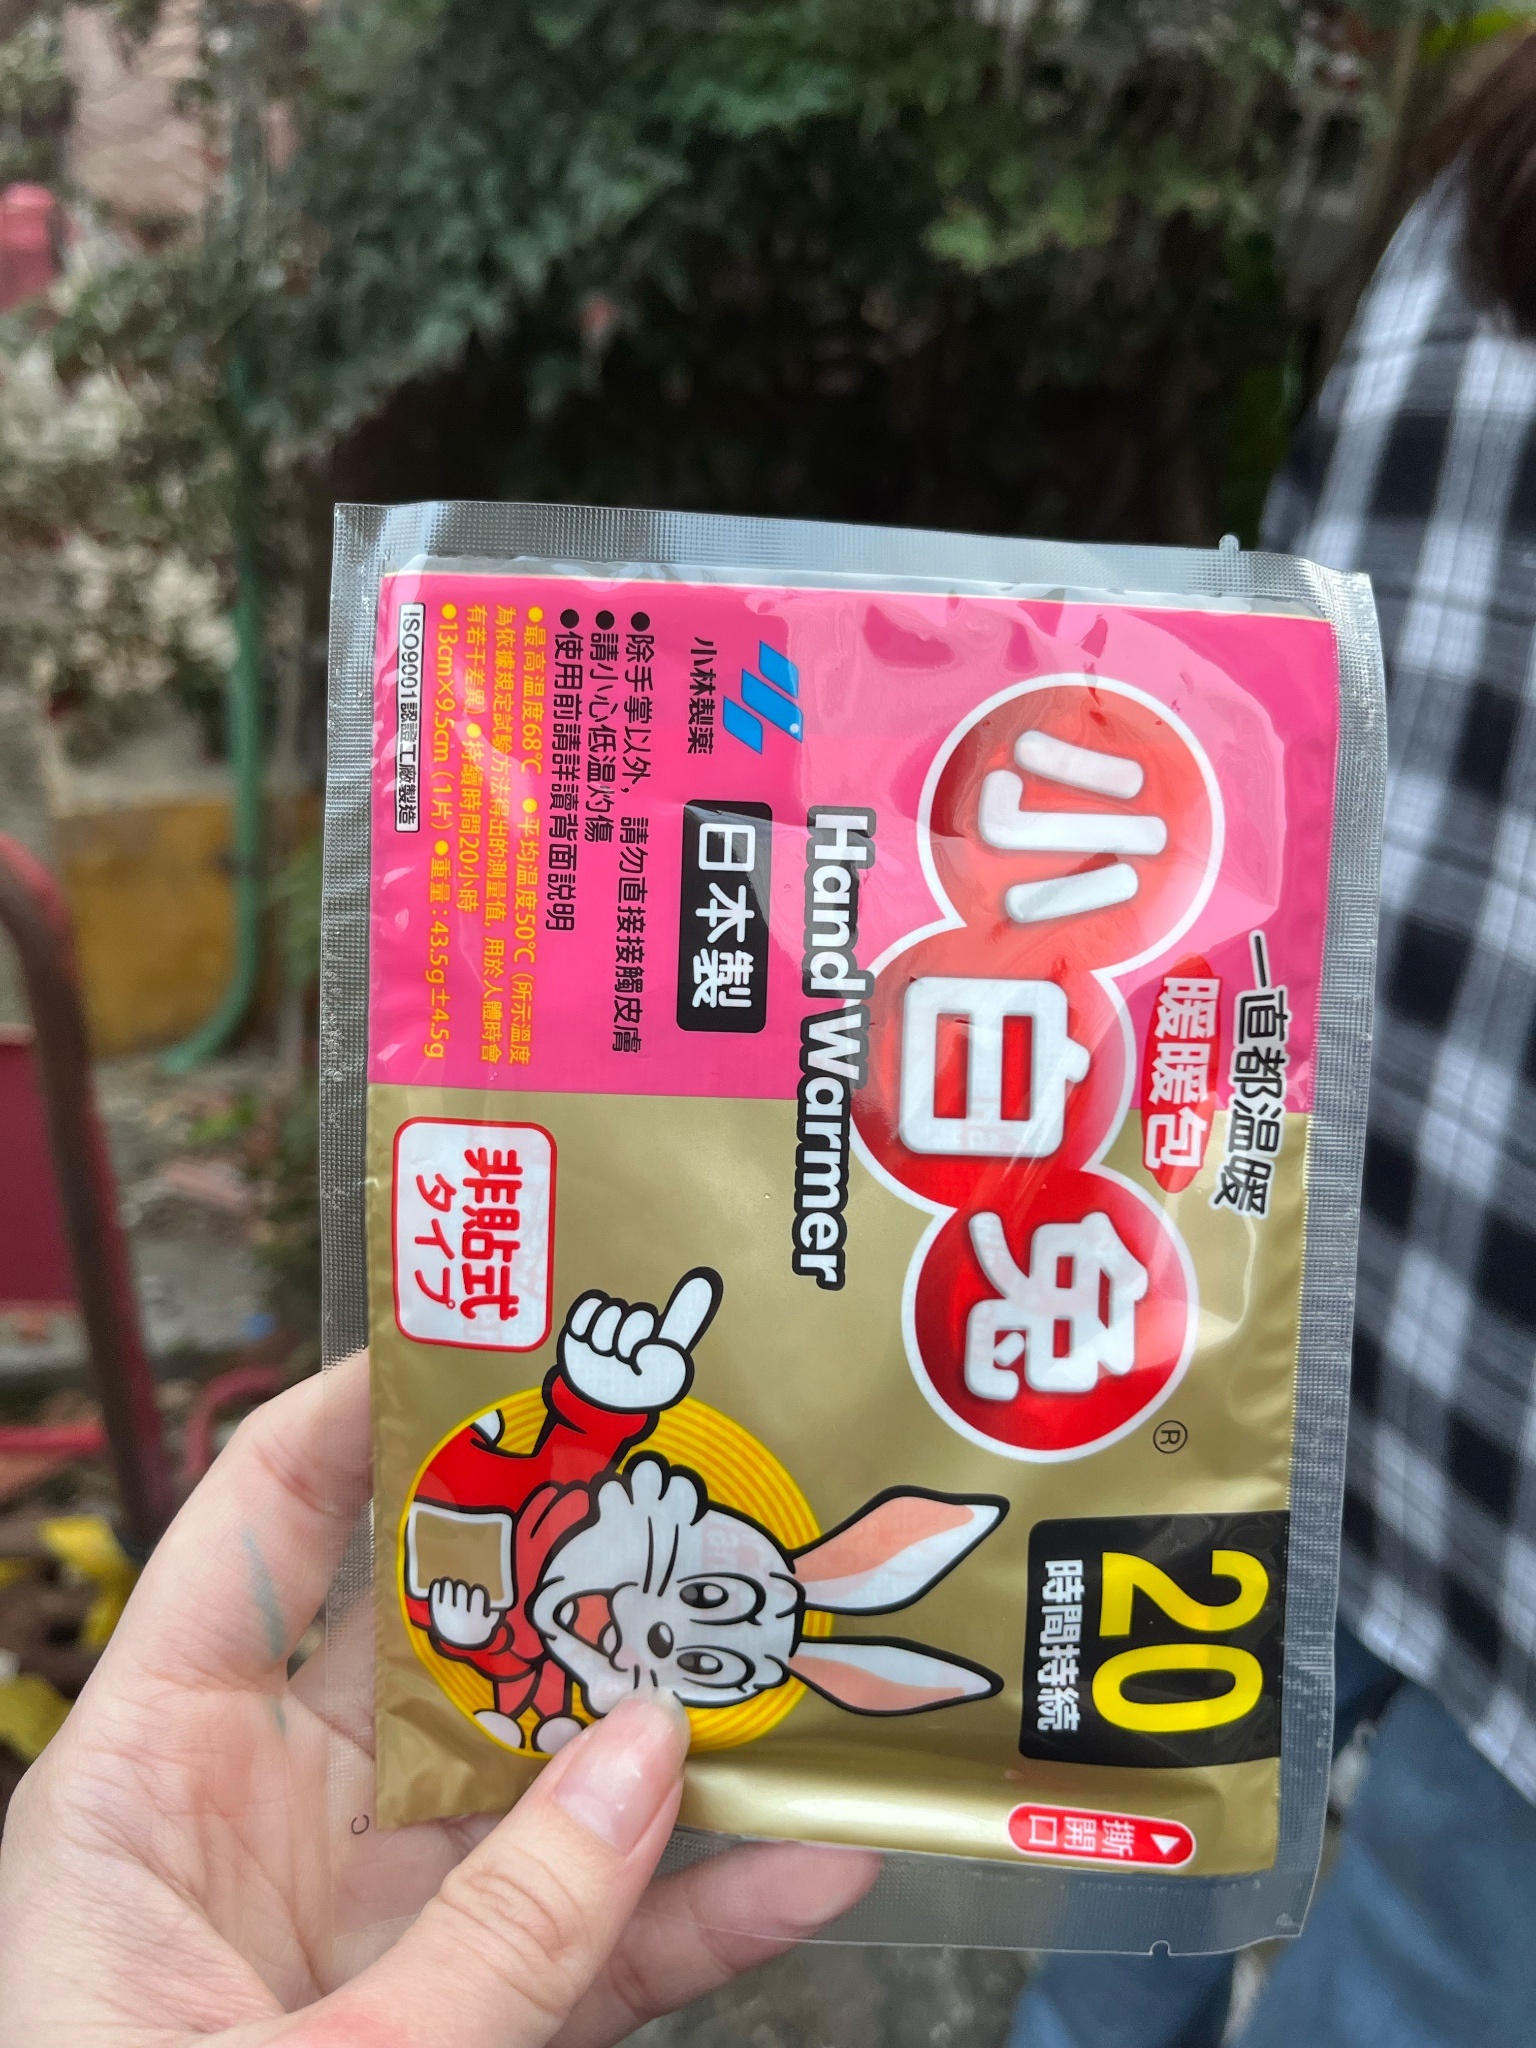 一直都温暖
暖暖包
小白兔
®
Hand Warmer
20
時間持続
小林製薬
日本製
●除手掌以外，請勿直接接觸皮膚
●請小心低温灼傷
●使用前請詳讀背面説明
●最高温度68℃ ●平均温度50℃（所示溫度
為依據規定試驗方法得出的測量值，用於人體時會
有若干差異）●持續時間20小時
●13cm×9.5cm（1片）●重量：43.5g±4.5g
ISO9001認證工廠製造
非貼式
タイプ
撕
開
口